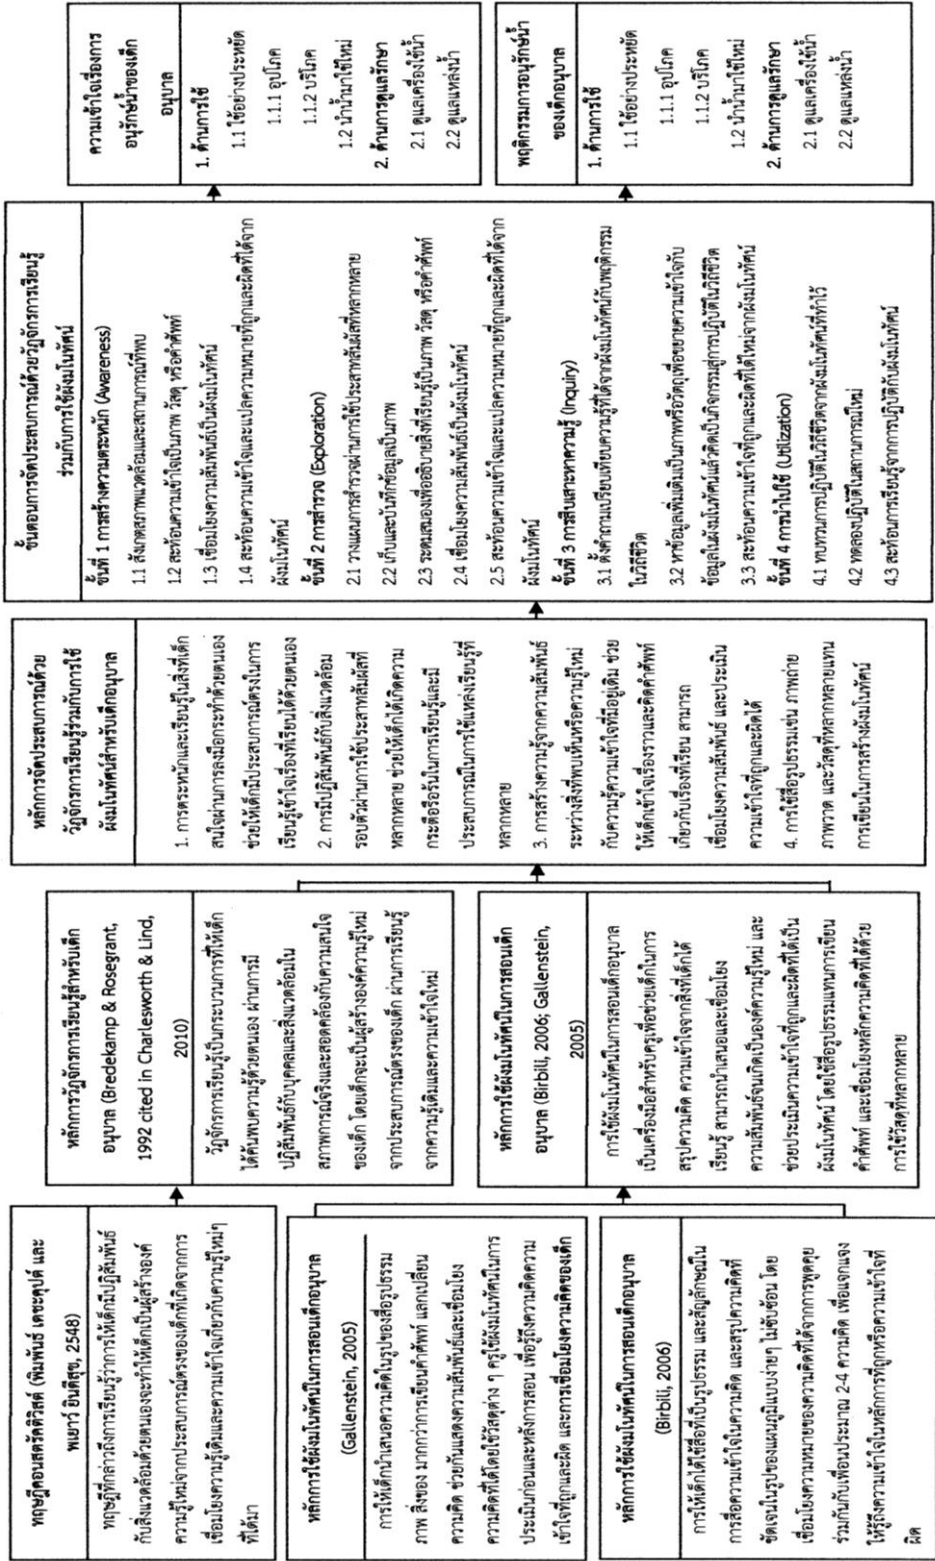 ทฤษฎีคอนสตรัคติวิสต์ (พิมพันธ์ เดชะคุปต์ และ
พเยาว์ ยินดีสุข, 2548)
ทฤษฎีที่กล่าวถึงการเรียนรู้ว่าการให้เด็กมีปฏิสัมพันธ์
กับสิ่งแวดล้อมด้วยตนเองจะทำให้เด็กเป็นผู้สร้างองค์
ความรู้ใหม่จากประสบการณ์ตรงของเด็กที่เกิดจากการ
เชื่อมโยงความรู้เดิมและความเข้าใจเกี่ยวกับความรู้ใหม่ๆ
ที่ได้มา
หลักการใช้ผังมโนทัศน์ในการสอนเด็กอนุบาล
(Gallenstein, 2005)
การให้เด็กนำเสนอความคิดในรูปของสื่อรูปธรรม
ภาพ สิ่งของ มากกว่าการเขียนคำศัพท์ แลกเปลี่ยน
ความคิด ช่วยกันแสดงความสัมพันธ์และเชื่อมโยง
ความคิดที่ได้โดยใช้วัสดุต่าง ๆ ครูใช้ผังมโนทัศน์ในการ
ประเมินก่อนและหลังการสอน เพื่อรู้ถึงความคิดความ
เข้าใจที่ถูกและผิด และการเชื่อมโยงความคิดของเด็ก
หลักการใช้ผังมโนทัศน์ในการสอนเด็กอนุบาล
(Birbili, 2006)
การให้เด็กได้ใช้สื่อที่เป็นรูปธรรม และสัญลักษณ์ใน
การสื่อความเข้าใจในความคิด และสรุปความคิดที่
ชัดเจนในรูปของแผนภูมิแบบง่ายๆ ไม่ซับซ้อน โดย
เชื่อมโยงความหมายของความคิดที่ได้จากการพูดคุย
ร่วมกันกับเพื่อนประมาณ 2-4 ความคิด เพื่อแจกแจง
ให้รู้ถึงความเข้าใจในหลักการที่ถูกหรือความเข้าใจที่
ผิด
หลักการวัฏจักรการเรียนรู้สำหรับเด็ก
อนุบาล (Bredekamp & Rosegrant,
1992 cited in Charlesworth & Lind,
2010)
วัฏจักรการเรียนรู้เป็นกระบวนการที่ให้เด็ก
ได้ค้นพบความรู้ด้วยตนเอง ผ่านการมี
ปฏิสัมพันธ์กับบุคคลและสิ่งแวดล้อมใน
สภาพการณ์จริงและสอดคล้องกับความสนใจ
ของเด็ก โดยเด็กจะเป็นผู้สร้างองค์ความรู้ใหม่
จากประสบการณ์ตรงของเด็ก ผ่านการเรียนรู้
จากความรู้เดิมและความเข้าใจใหม่
หลักการใช้ผังมโนทัศน์ในการสอนเด็ก
อนุบาล (Birbili, 2006; Gallenstein,
2005)
การใช้ผังมโนทัศน์ในการสอนเด็กอนุบาล
เป็นเครื่องมือสำหรับครูเพื่อช่วยเด็กในการ
สรุปความคิด ความเข้าใจจากสิ่งที่เด็กได้
เรียนรู้ สามารถนำเสนอและเชื่อมโยง
ความสัมพันธ์จนเกิดเป็นองค์ความรู้ใหม่ และ
ช่วยประเมินความเข้าใจที่ถูกและผิดที่ได้เป็น
ผังมโนทัศน์ โดยใช้สื่อรูปธรรมแทนการเขียน
คำศัพท์ และเชื่อมโยงหลักความคิดที่ได้ด้วย
การใช้วัสดุที่หลากหลาย
หลักการจัดประสบการณ์ด้วย
วัฏจักรการเรียนรู้ร่วมกับการใช้
ผังมโนทัศน์สำหรับเด็กอนุบาล
1. การตระหนักและเรียนรู้ในสิ่งที่เด็ก
สนใจผ่านการลงมือกระทำด้วยตนเอง
ช่วยให้เด็กมีประสบการณ์ตรงในการ
เรียนรู้เข้าใจเรื่องที่เรียนได้ด้วยตนเอง
2. การมีปฏิสัมพันธ์กับสิ่งแวดล้อม
รอบตัวผ่านการใช้ประสาทสัมผัสที่
หลากหลาย ช่วยให้เด็กได้เกิดความ
กระตือรือร้นในการเรียนรู้และมี
ประสบการณ์ในการใช้แหล่งเรียนรู้ที่
หลากหลาย
3. การสร้างความรู้จากความสัมพันธ์
ระหว่างสิ่งที่พบเห็นหรือความรู้ใหม่
กับความรู้ความเข้าใจที่มีอยู่เดิม ช่วย
ให้เด็กเข้าใจเรื่องราวและคิดคำศัพท์
เกี่ยวกับเรื่องที่เรียน สามารถ
เชื่อมโยงความสัมพันธ์ และประเมิน
ความเข้าใจที่ถูกและผิดได้
4. การใช้สื่อรูปธรรมเช่น ภาพถ่าย
ภาพวาด และวัสดุที่หลากหลายแทน
การเขียนในการสร้างผังมโนทัศน์
ขั้นตอนการจัดประสบการณ์ด้วยวัฏจักรการเรียนรู้
ร่วมกับการใช้ผังมโนทัศน์
ขั้นที่ 1 การสร้างความตระหนัก (Awareness)
1.1 สังเกตสภาพแวดล้อมและสถานการณ์ที่พบ
1.2 สะท้อนความเข้าใจเป็นภาพ วัสดุ หรือคำศัพท์
1.3 เชื่อมโยงความสัมพันธ์เป็นผังมโนทัศน์
1.4 สะท้อนความเข้าใจและแปลความหมายที่ถูกและผิดที่ได้จาก
ผังมโนทัศน์
ขั้นที่ 2 การสำรวจ (Exploration)
2.1 วางแผนการสำรวจผ่านการใช้ประสาทสัมผัสที่หลากหลาย
2.2 เก็บและบันทึกข้อมูลเป็นภาพ
2.3 ระดมสมองเพื่ออธิบายสิ่งที่เรียนรู้เป็นภาพ วัสดุ หรือคำศัพท์
2.4 เชื่อมโยงความสัมพันธ์เป็นผังมโนทัศน์
2.5 สะท้อนความเข้าใจและแปลความหมายที่ถูกและผิดที่ได้จาก
ผังมโนทัศน์
ขั้นที่ 3 การสืบเสาะหาความรู้ (Inquiry)
3.1 ตั้งคำถามเปรียบเทียบความรู้ที่ได้จากผังมโนทัศน์กับพฤติกรรม
ในวิถีชีวิต
3.2 หาข้อมูลเพิ่มเติมเป็นภาพหรือวัตถุเพื่อขยายความเข้าใจกับ
ข้อมูลในผังมโนทัศน์แล้วคิดเป็นกิจกรรมสู่การปฏิบัติในวิถีชีวิต
3.3 สะท้อนความเข้าใจที่ถูกและผิดที่ได้ใหม่จากผังมโนทัศน์
ขั้นที่ 4 การนำไปใช้ (Utilization)
4.1 ทบทวนการปฏิบัติในวิถีชีวิตจากผังมโนทัศน์ที่ทำไว้
4.2 ทดลองปฏิบัติในสถานการณ์ใหม่
4.3 สะท้อนการเรียนรู้จากการปฏิบัติกับผังมโนทัศน์
ความเข้าใจเรื่องการ
อนุรักษ์น้ำของเด็ก
อนุบาล
1. ด้านการใช้
1.1 ใช้อย่างประหยัด
1.1.1 อุปโภค
1.1.2 บริโภค
1.2 นำน้ำมาใช้ใหม่
2. ด้านการดูแลรักษา
2.1 ดูแลเครื่องใช้น้ำ
2.2 ดูแลแหล่งน้ำ
พฤติกรรมการอนุรักษ์น้ำ
ของเด็กอนุบาล
1. ด้านการใช้
1.1 ใช้อย่างประหยัด
1.1.1 อุปโภค
1.1.2 บริโภค
1.2 นำน้ำมาใช้ใหม่
2. ด้านการดูแลรักษา
2.1 ดูแลเครื่องใช้น้ำ
2.2 ดูแลแหล่งน้ำ